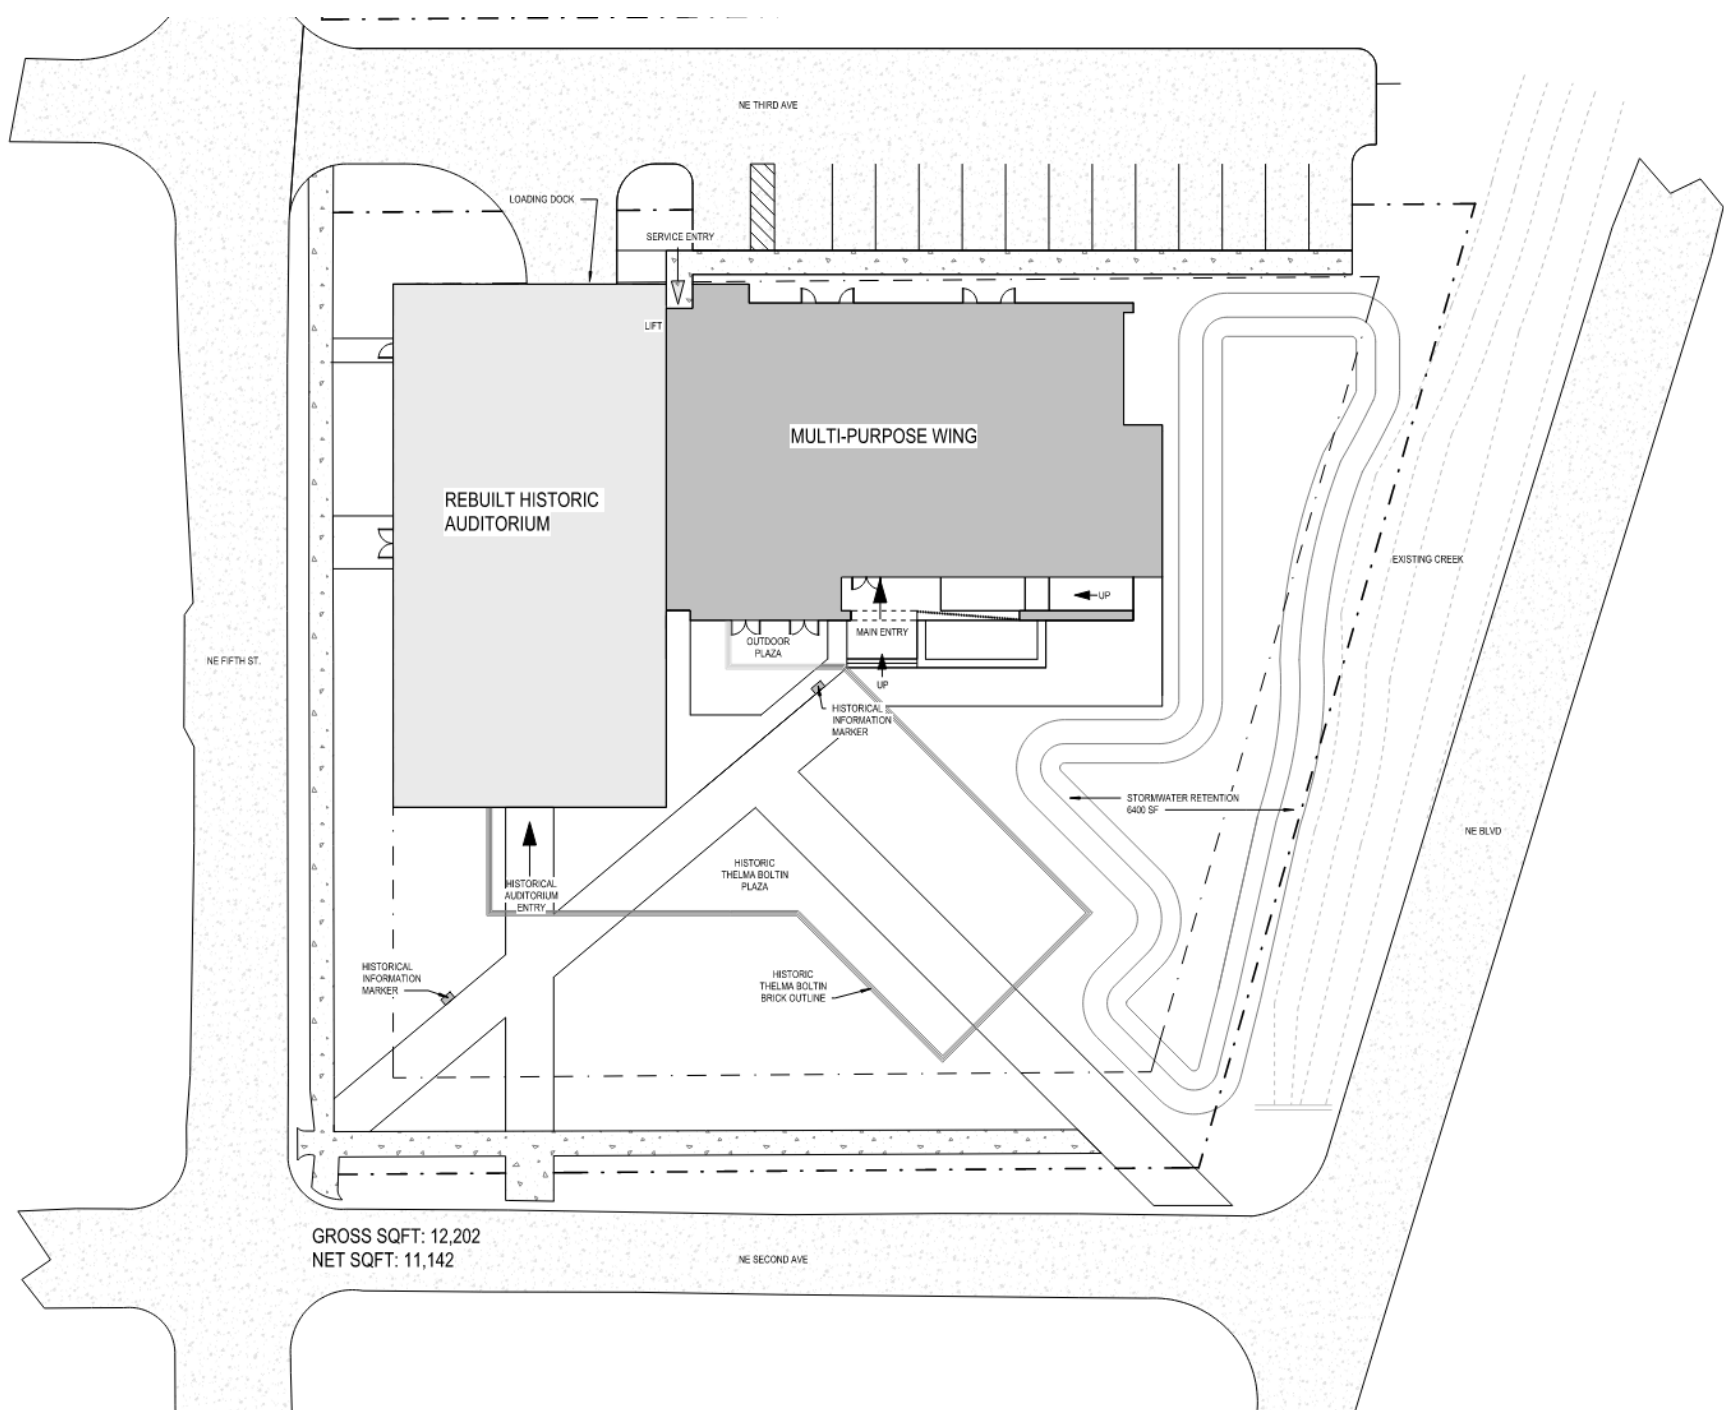 NE THIRD AVE
LOADING DOCK
SERVICE ENTRY
LIFT
MULTI-PURPOSE WING
REBUILT HISTORIC
AUDITORIUM
EXISTING CREEK
UP
MAIN ENTRY
OUTDOOR
PLAZA
NE FIFTH ST.
UP
HISTORICAL
INFORMATION
MARKER
STORMWATER RETENTION
6400 SF
NE BLVD
HISTORIC
THELMA BOLTIN
PLAZA
HISTORICAL
AUDITORIUM
ENTRY
HISTORICAL
INFORMATION
MARKER
HISTORIC
THELMA BOLTIN
BRICK OUTLINE
GROSS SQFT: 12,202
NET SQFT: 11,142
NE SECOND AVE